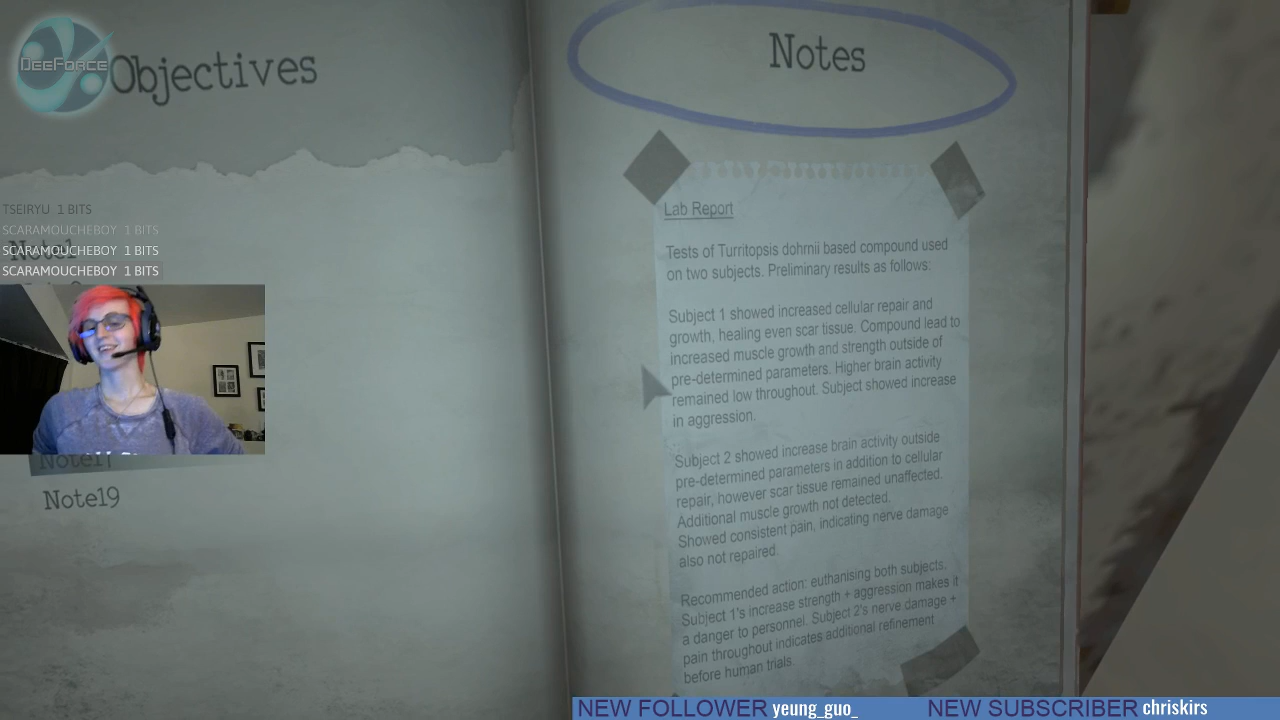 DEEFORCE
Objectives
Notes
TSEIRYU 1 BITS
SCARAMOUCHEBOY 1 BITS
Note1
SCARAMOUCHEBOY 1 BITS
SCARAMOUCHEBOY 1 BITS
Note17
Note19
Lab Report
Tests of Turritopsis dohrnii based compound used
on two subjects. Preliminary results as follows:
Subject 1 showed increased cellular repair and
growth, healing even scar tissue. Compound lead to
increased muscle growth and strength outside of
pre-determined parameters. Higher brain activity
remained low throughout. Subject showed increase
in aggression.
Subject 2 showed increase brain activity outside
pre-determined parameters in addition to cellular
repair, however scar tissue remained unaffected.
Additional muscle growth not detected.
Showed consistent pain, indicating nerve damage
also not repaired.
Recommended action: euthanising both subjects.
Subject 1's increase strength + aggression makes it
a danger to personnel. Subject 2's nerve damage +
pain throughout indicates additional refinement
before human trials.
NEW FOLLOWER yeung_guo_
NEW SUBSCRIBER chriskirs